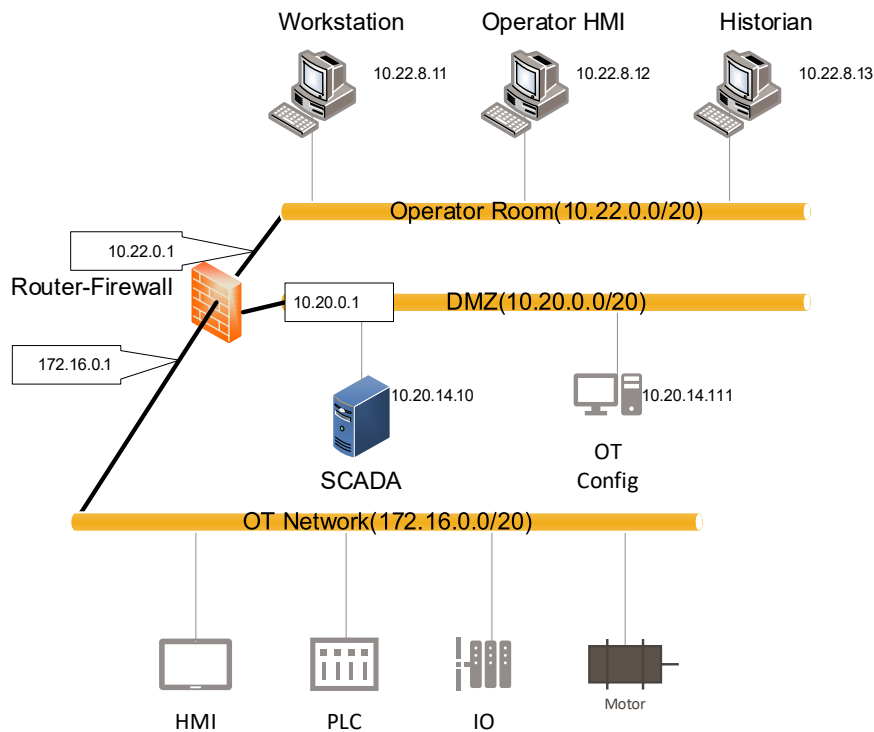 Workstation
Operator HMI
Historian
10.22.8.11
10.22.8.12
10.22.8.13
Operator Room(10.22.0.0/20)
10.22.0.1
Router-Firewall
10.20.0.1
DMZ(10.20.0.0/20)
172.16.0.1
10.20.14.10
10.20.14.111
SCADA
OT
Config
OT Network(172.16.0.0/20)
HMI
PLC
IO
Motor